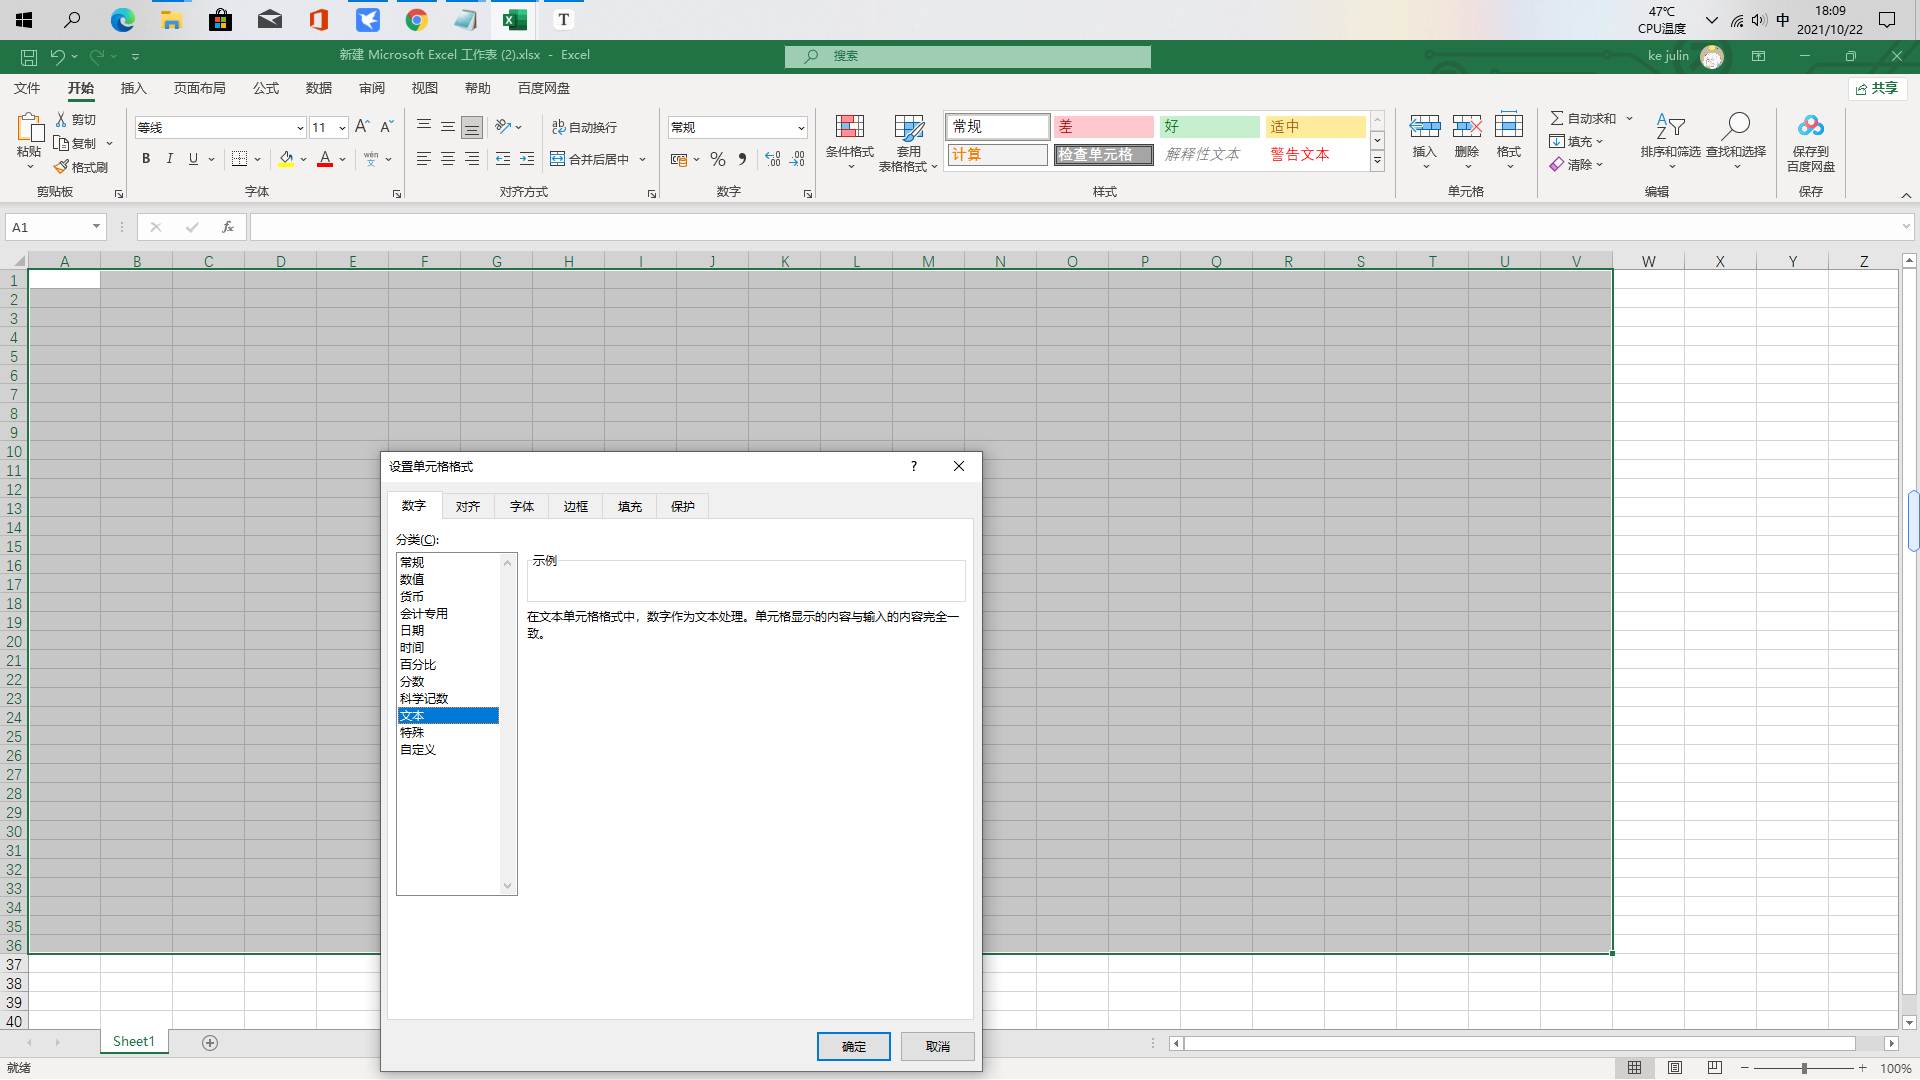 47℃
CPU温度
中
18:09
2021/10/22
新建 Microsoft Excel 工作表 (2).xlsx - Excel
搜索
ke julin
文件 开始 插入 页面布局 公式 数据 审阅 视图 帮助 百度网盘
共享
粘贴
剪切
复制
格式刷
剪贴板
等线
11
B I U
wén
文
字体
自动换行
合并后居中
对齐方式
常规
数字
条件格式
套用
表格格式
常规 差 好 适中
计算 检查单元格 解释性文本 警告文本
样式
插入 删除 格式
单元格
自动求和
填充
清除
排序和筛选 查找和选择
编辑
保存到
百度网盘
保存
A1
fx
A B C D E F G H I J K L M N O P Q R S T U V W X Y Z
1
2
3
4
5
6
7
8
9
10
11
12
13
14
15
16
17
18
19
20
21
22
23
24
25
26
27
28
29
30
31
32
33
34
35
36
37
38
39
40
设置单元格格式
?
数字 对齐 字体 边框 填充 保护
分类(C):
常规
数值
货币
会计专用
日期
时间
百分比
分数
科学记数
文本
特殊
自定义
示例
在文本单元格格式中，数字作为文本处理。单元格显示的内容与输入的内容完全一
致。
确定 取消
Sheet1
就绪
100%